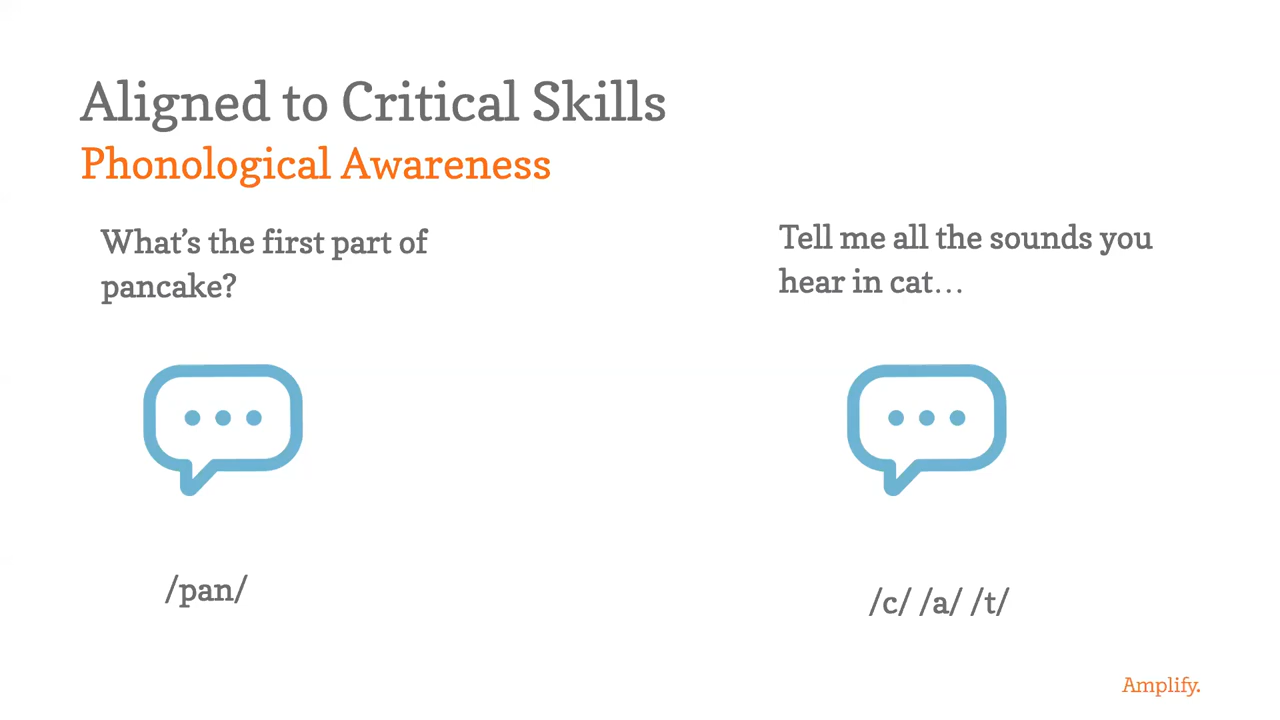 Aligned to Critical Skills
Phonological Awareness
What's the first part of
pancake?
Tell me all the sounds you
hear in cat…
/pan/
/c/ /a/ /t/
Amplify.